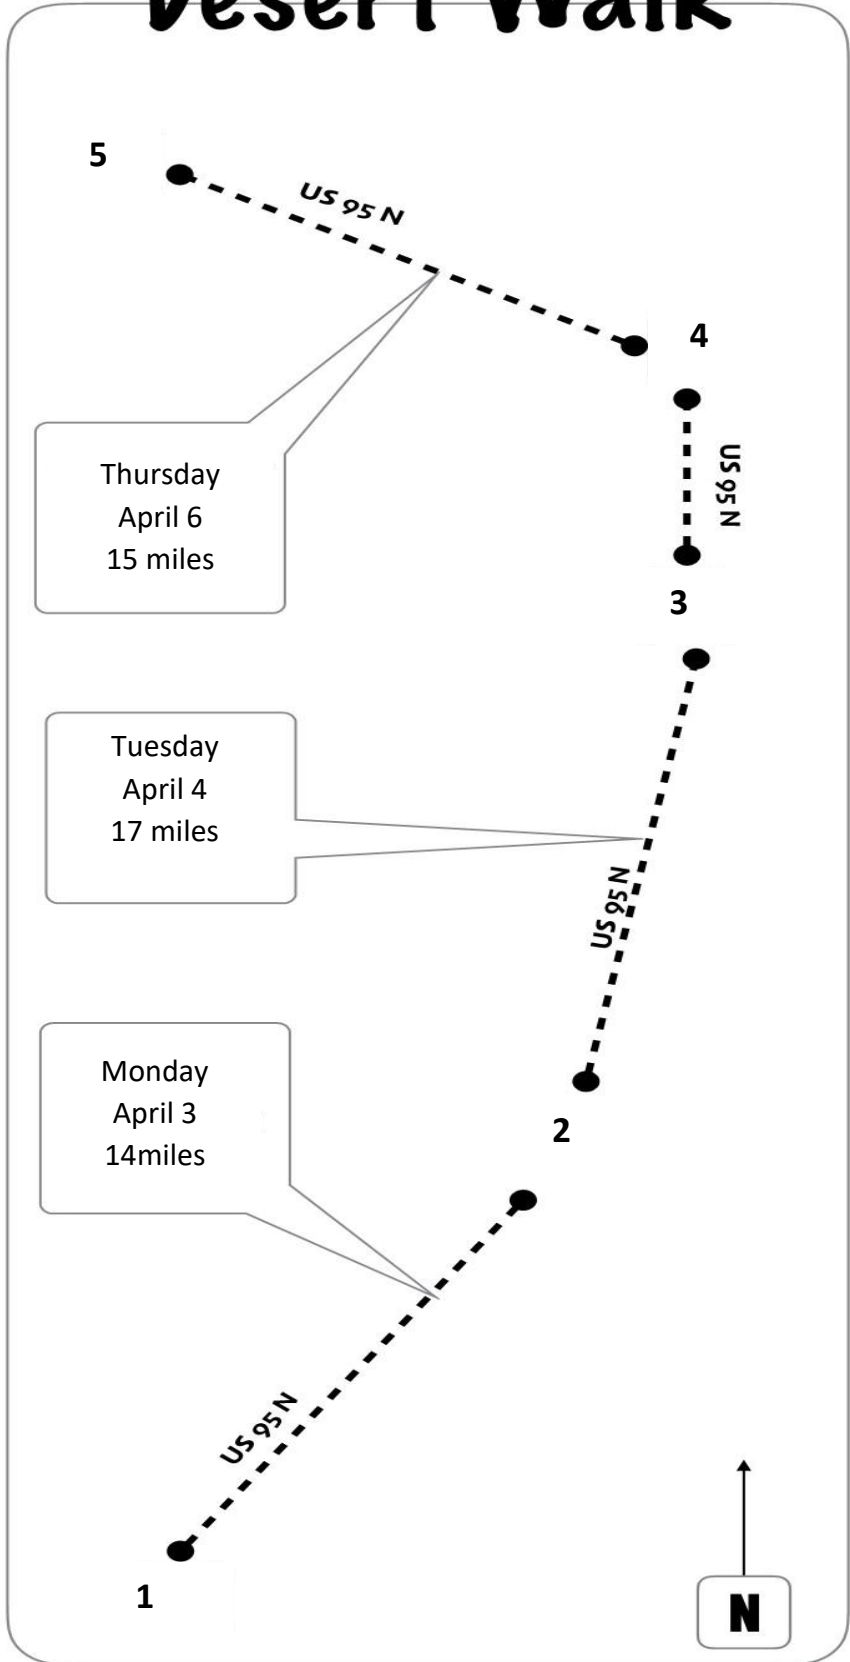 Desert Walk
5
US 95 N
4
US 95 N
Thursday
April 6
15 miles
3
Tuesday
April 4
17 miles
US 95 N
Monday
April 3
14miles
2
US 95 N
1
N